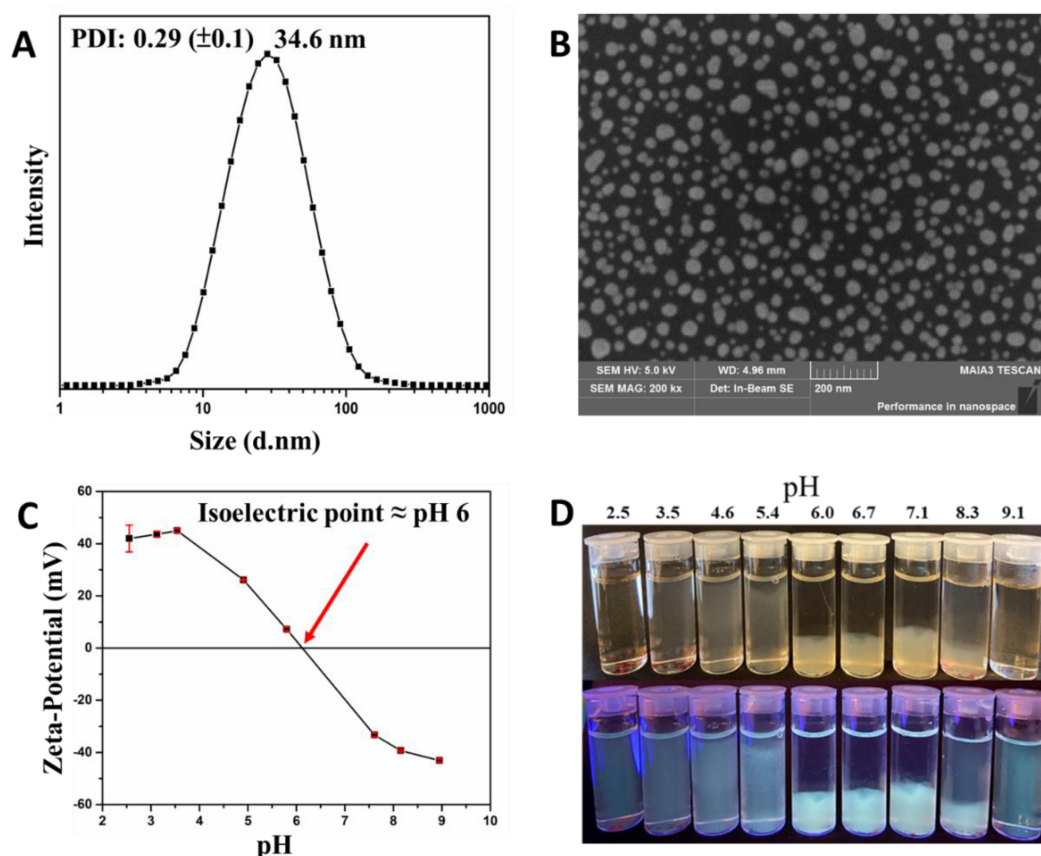 A
PDI: 0.29 (±0.1) 34.6 nm
Intensity
1 10 100 1000
Size (d.nm)
B
SEM HV: 5.0 kV WD: 4.96 mm MAIA3 TESCAN
SEM MAG: 200 kx Det: In-Beam SE 200 nm
Performance in nanospace
C
Isoelectric point ≈ pH 6
Zeta-Potential (mV)
60
40
20
0
-20
-40
-60
2 3 4 5 6 7 8 9 10
pH
D
pH
2.5 3.5 4.6 5.4 6.0 6.7 7.1 8.3 9.1